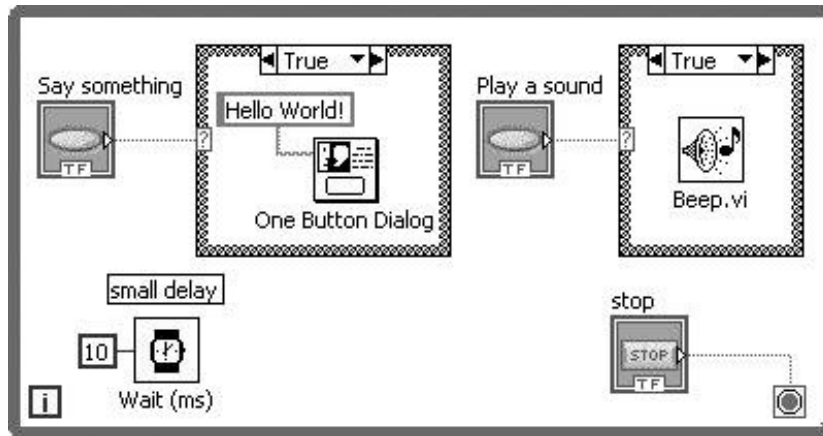 Say something
True
Hello World!
?
TF
One Button Dialog
Play a sound
True
?
TF
Beep.vi
small delay
10
Wait (ms)
i
stop
STOP
TF